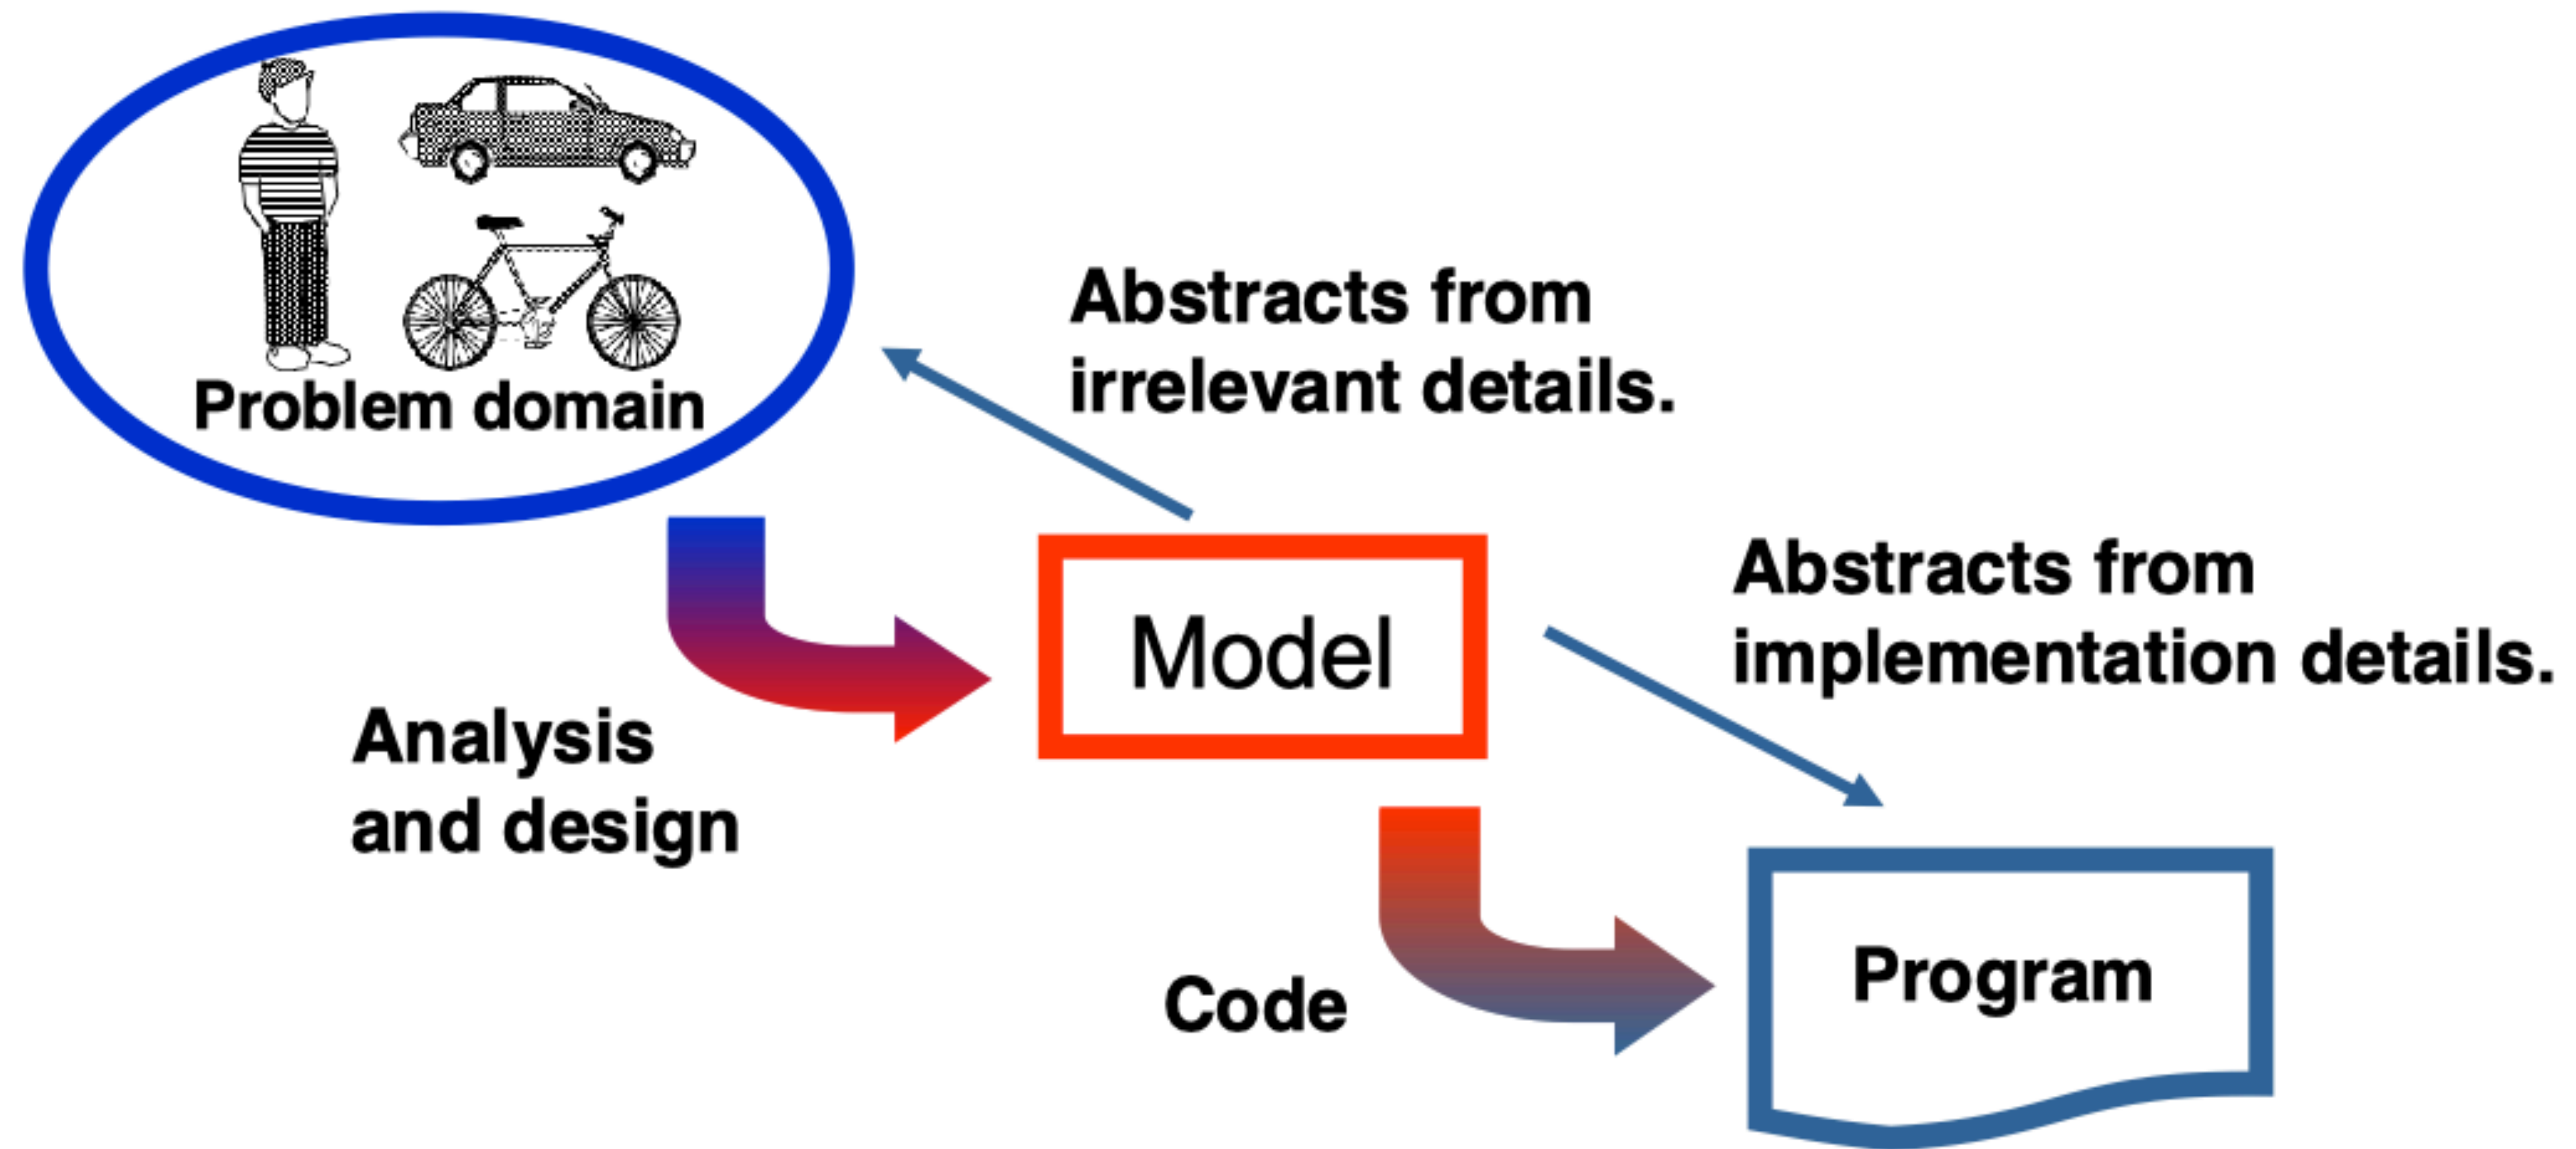 Problem domain
Abstracts from
irrelevant details.
Abstracts from
implementation details.
Model
Analysis
and design
Code
Program